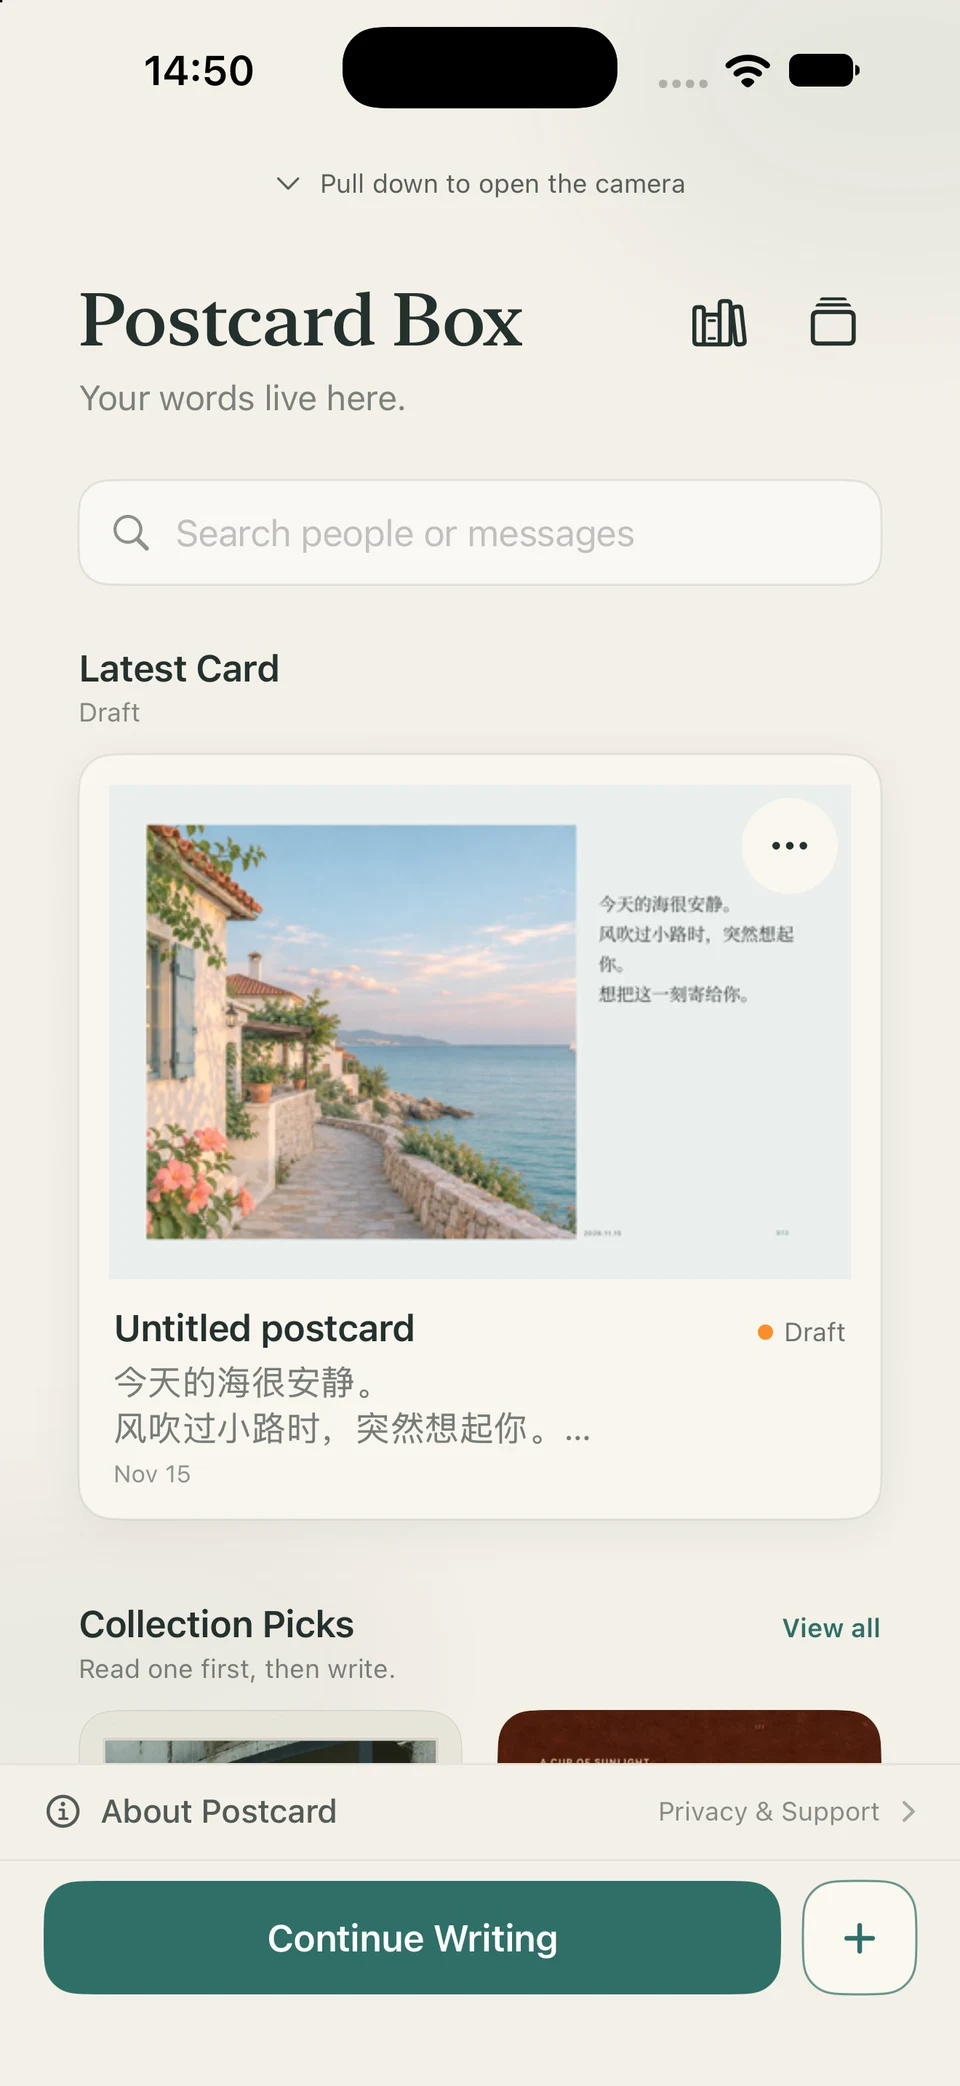 14:50
Pull down to open the camera
Postcard Box
Your words live here.
Search people or messages
Latest Card
Draft
今天的海很安静。
风吹过小路时，突然想起
你。
想把这一刻寄给你。
Untitled postcard
Draft
今天的海很安静。
风吹过小路时，突然想起你。...
Nov 15
Collection Picks
View all
Read one first, then write.
A CUP OF SUNLIGHT
About Postcard
Privacy & Support
Continue Writing